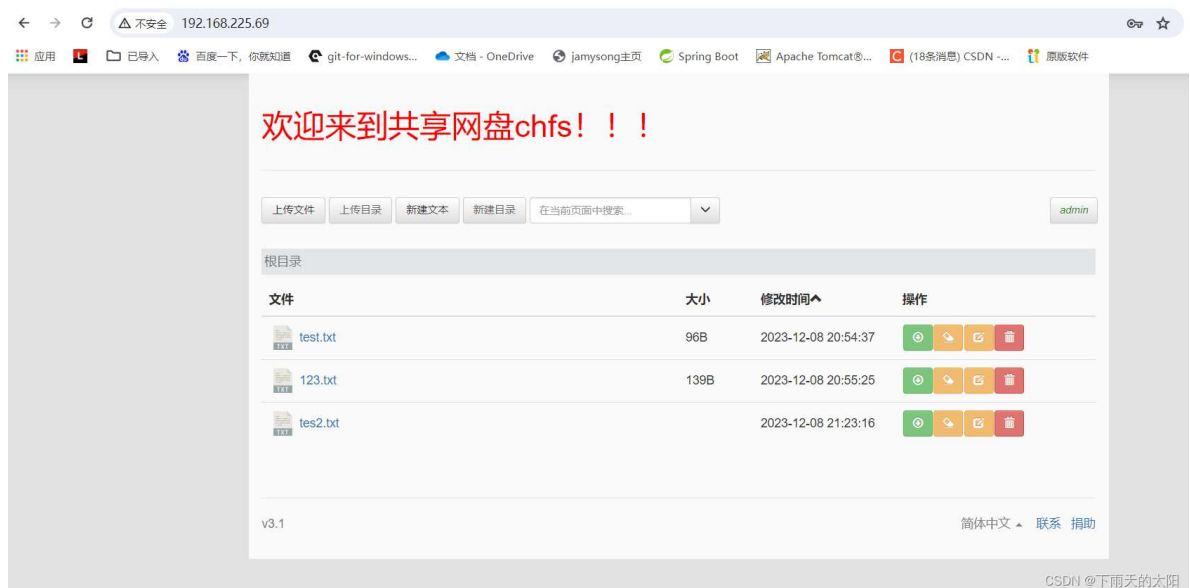 不安全 192.168.225.69
应用 已导入 百度一下，你就知道 git-for-windows... 文档 - OneDrive jamysong主页 Spring Boot Apache Tomcat®... (18条消息) CSDN -... 原版软件
欢迎来到共享网盘chfs！！！
上传文件 上传目录 新建文本 新建目录 在当前页面中搜索... admin
根目录
文件 大小 修改时间 操作
test.txt 96B 2023-12-08 20:54:37
123.txt 139B 2023-12-08 20:55:25
tes2.txt 2023-12-08 21:23:16
v3.1 简体中文 联系 捐助
CSDN @下雨天的太阳